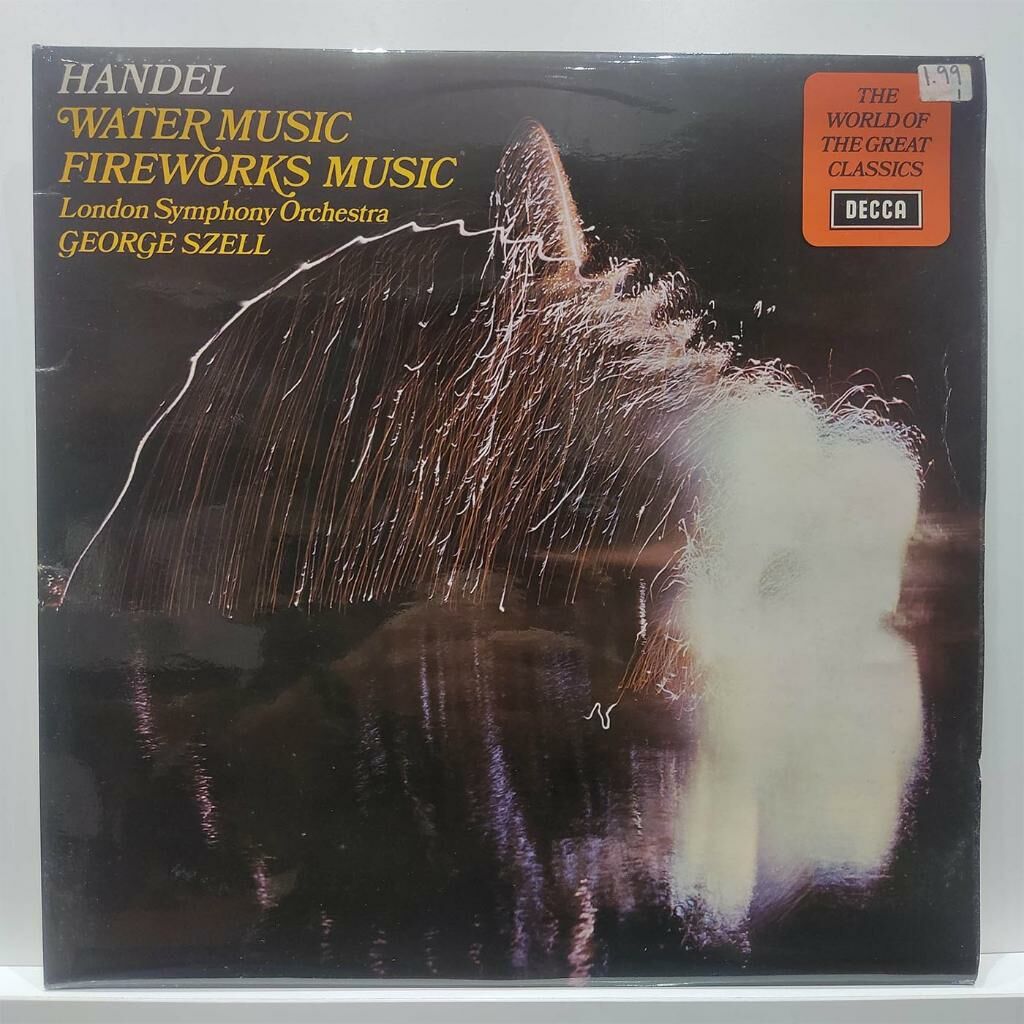 HANDEL
WATER MUSIC
FIREWORKS MUSIC
London Symphony Orchestra
GEORGE SZELL
1.99
THE
WORLD OF
THE GREAT
CLASSICS
DECCA